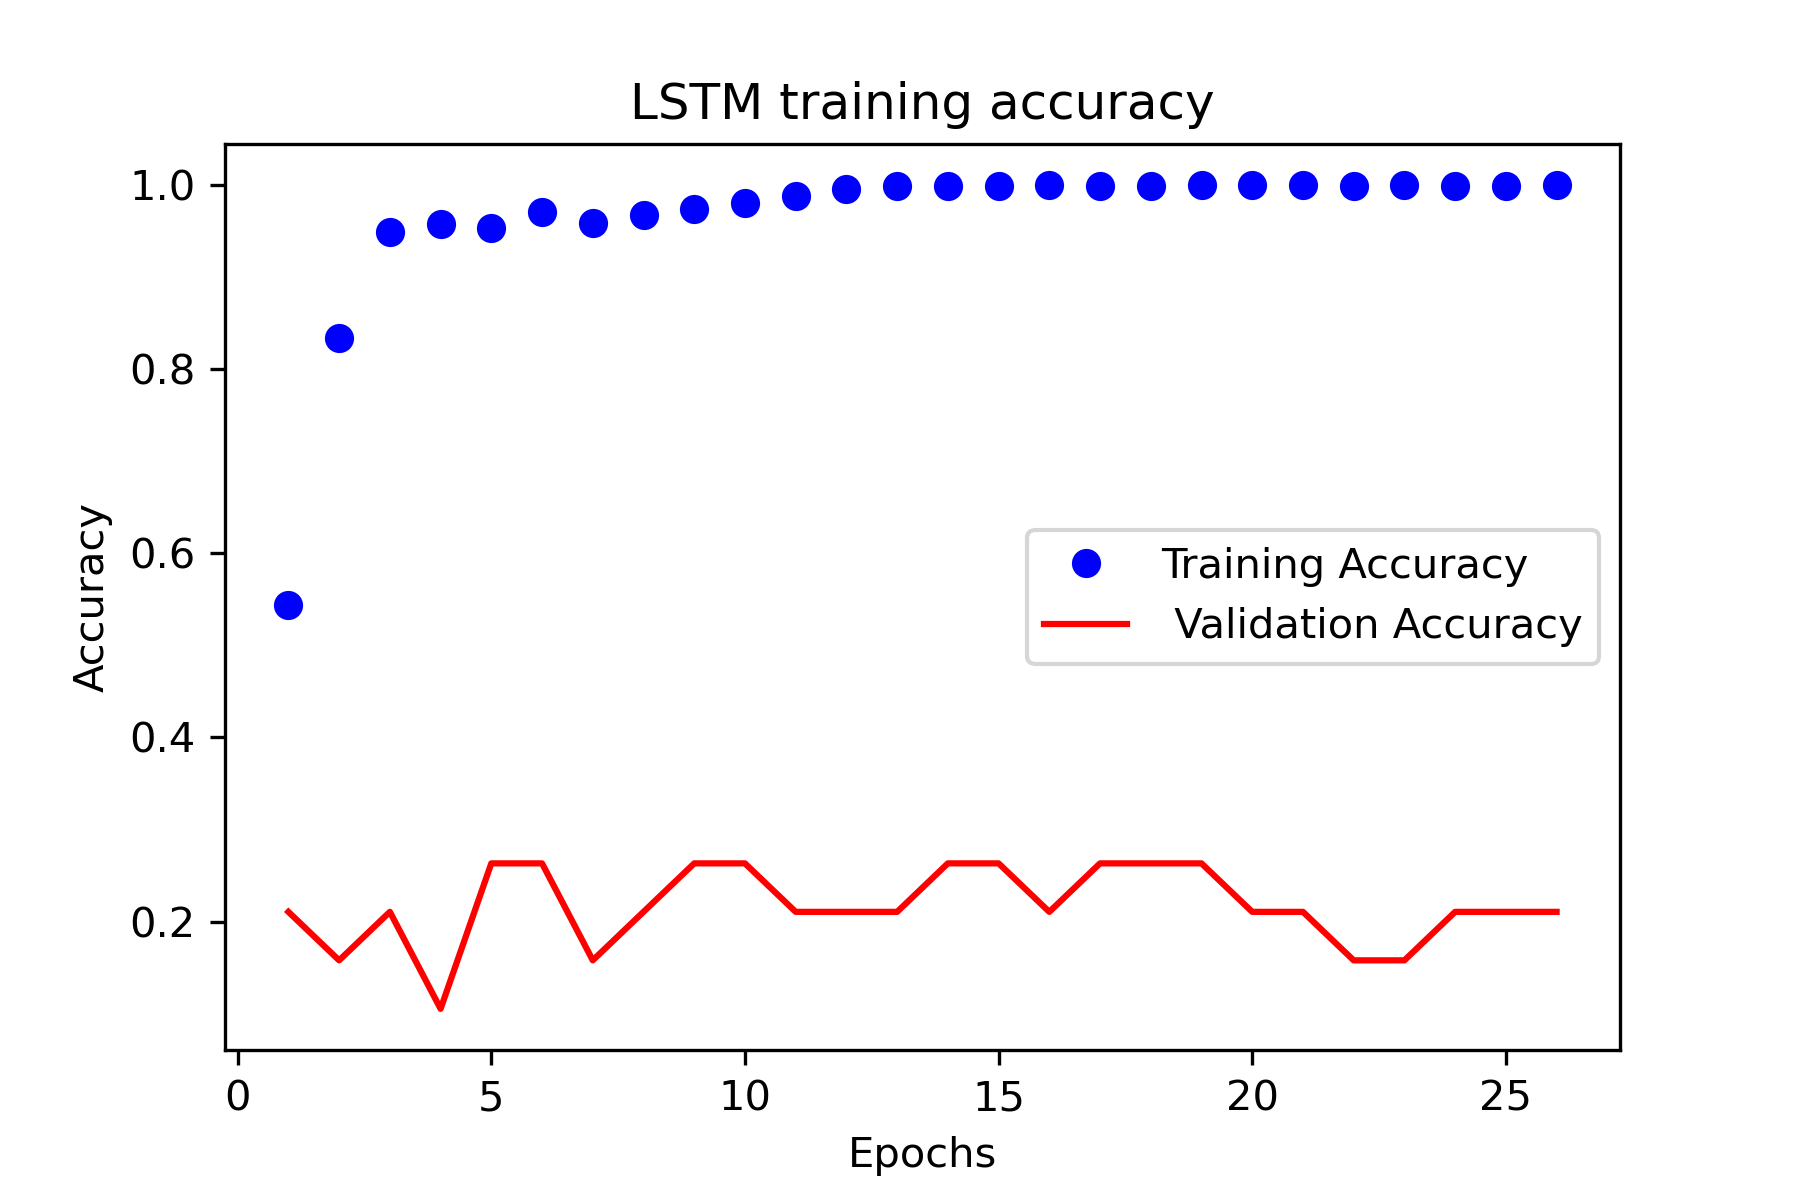 LSTM training accuracy
1.0
0.8
0.6
0.4
0.2
Accuracy
Training Accuracy
Validation Accuracy
0 5 10 15 20 25
Epochs